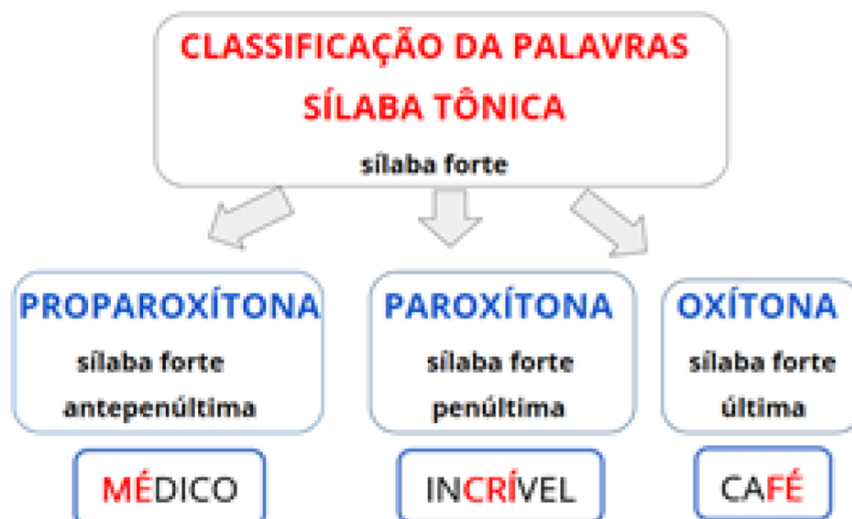 CLASSIFICAÇÃO DA PALAVRAS
SÍLABA TÔNICA
sílaba forte
PROPAROXÍTONA
sílaba forte
antepenúltima
MÉDICO
PAROXÍTONA
sílaba forte
penúltima
INCRÍVEL
OXÍTONA
sílaba forte
última
CAFÉ